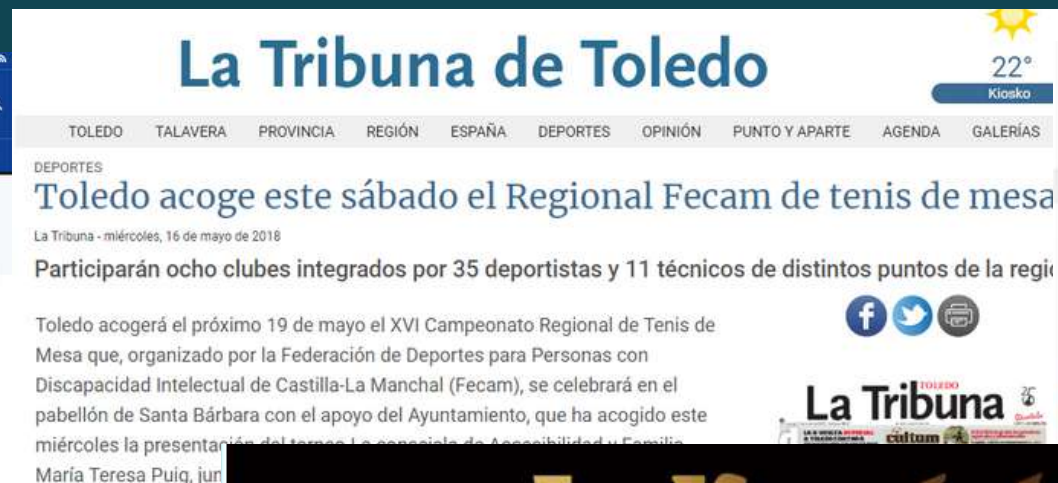 La Tribuna de Toledo
22°
Kiosko
TOLEDO TALAVERA PROVINCIA REGIÓN ESPAÑA DEPORTES OPINIÓN PUNTO Y APARTE AGENDA GALERÍAS
DEPORTES
Toledo acoge este sábado el Regional Fecam de tenis de mesa
La Tribuna - miércoles, 16 de mayo de 2018
Participarán ocho clubes integrados por 35 deportistas y 11 técnicos de distintos puntos de la
Toledo acogerá el próximo 19 de mayo el XVI Campeonato Regional de Tenis de
Mesa que, organizado por la Federación de Deportes para Personas con
Discapacidad Intelectual de Castilla-La Manchal (Fecam), se celebrará en el
pabellón de Santa Bárbara con el apoyo del Ayuntamiento, que ha acogido este
miércoles la
María Teresa Puig, jun
TOLEDO
La Tribuna
cultum